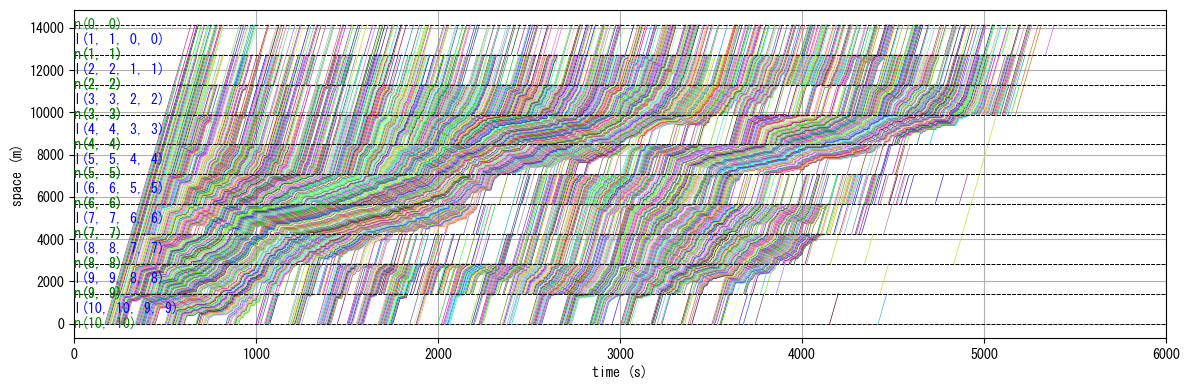 14000
12000
10000
8000
6000
4000
2000
0
space (m)
n(0, 0)
l(1, 1, 0, 0)
n(1, 1)
l(2, 2, 1, 1)
n(2, 2)
l(3, 3, 2, 2)
n(3, 3)
l(4, 4, 3, 3)
n(4, 4)
l(5, 5, 4, 4)
n(5, 5)
l(6, 6, 5, 5)
n(6, 6)
l(7, 7, 6, 6)
n(7, 7)
l(8, 8, 7, 7)
n(8, 8)
l(9, 9, 8, 8)
n(9, 9)
l(10, 10, 9, 9)
n(10, 10)
0 1000 2000 3000 4000 5000 6000
time (s)